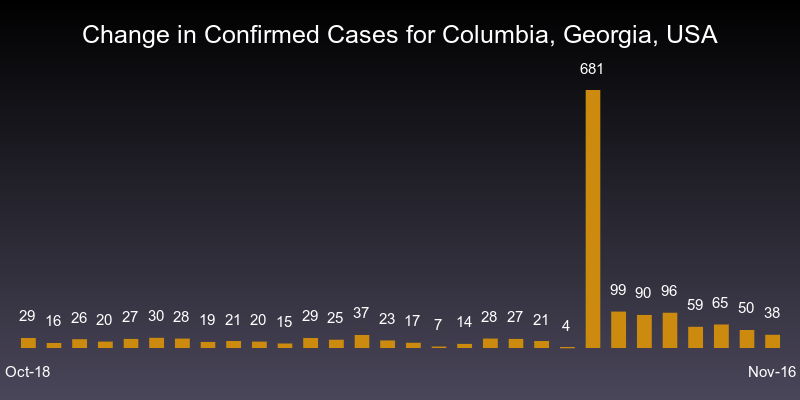 Change in Confirmed Cases for Columbia, Georgia, USA
681
29 16 26 20 27 30 28 19 21 20 15 29 25 37 23 17 7 14 28 27 21 4 99 90 96 59 65 50 38
Oct-18 Nov-16